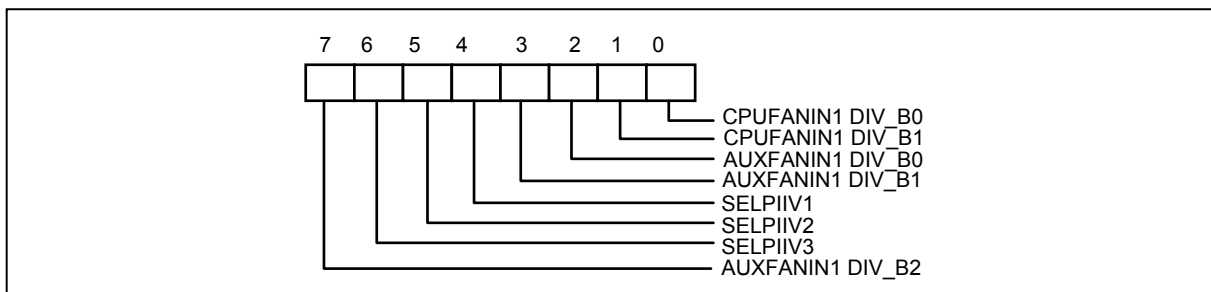 7 6 5 4 3 2 1 0
CPUFANIN1 DIV_B0
CPUFANIN1 DIV_B1
AUXFANIN1 DIV_B0
AUXFANIN1 DIV_B1
SELPIIV1
SELPIIV2
SELPIIV3
AUXFANIN1 DIV_B2